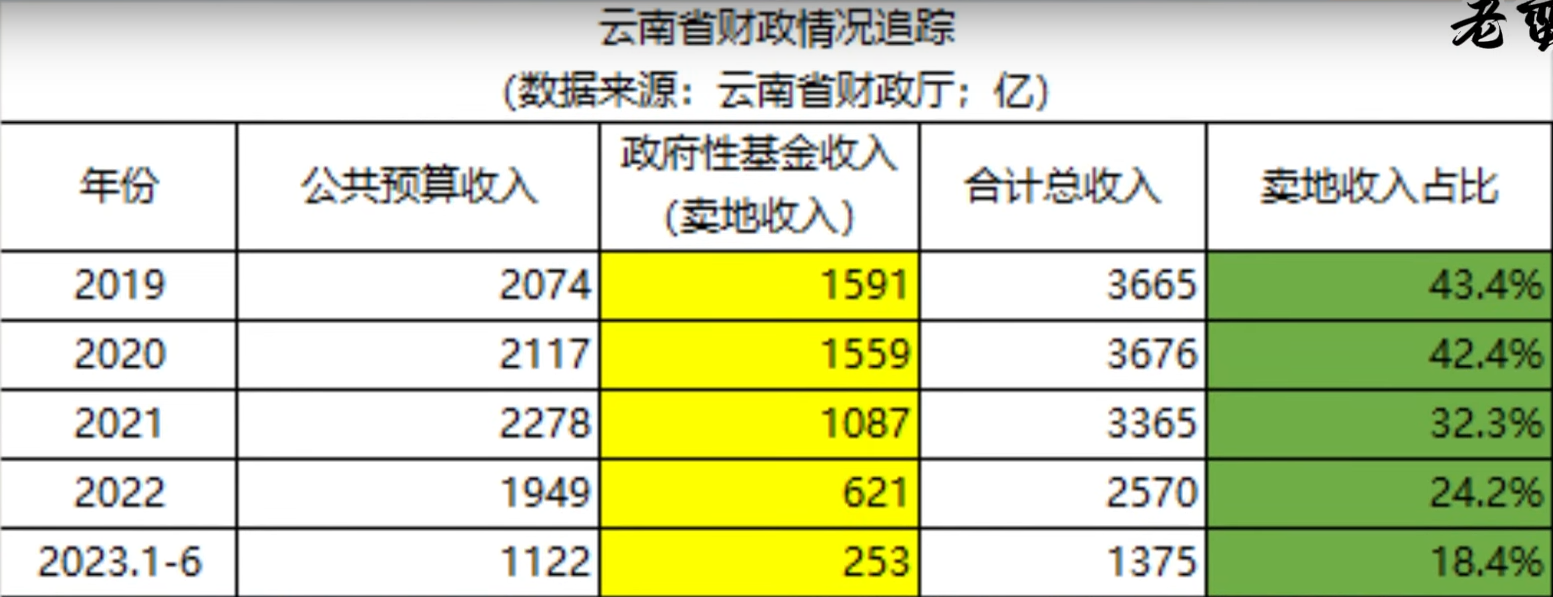 老
云南省财政情况追踪
(数据来源：云南省财政厅；亿)
年份 公共预算收入 政府性基金收入 合计总收入 卖地收入占比
(卖地收入)
2019 2074 1591 3665 43.4%
2020 2117 1559 3676 42.4%
2021 2278 1087 3365 32.3%
2022 1949 621 2570 24.2%
2023.1-6 1122 253 1375 18.4%